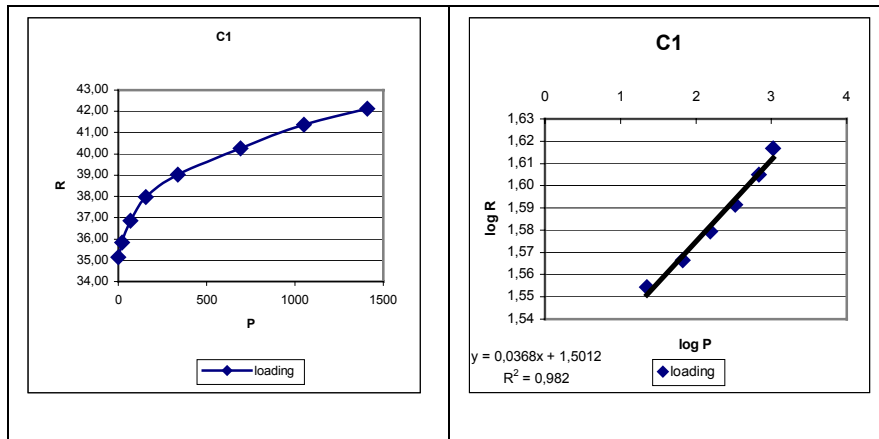 C1
43,00
42,00
41,00
40,00
39,00
38,00
37,00
36,00
35,00
34,00
R
0 500 1000 1500
P
loading
C1
0 1 2 3 4
1,63
1,62
1,61
1,60
1,59
1,58
1,57
1,56
1,55
1,54
log R
log P
y = 0,0368x + 1,5012
R² = 0,982
loading